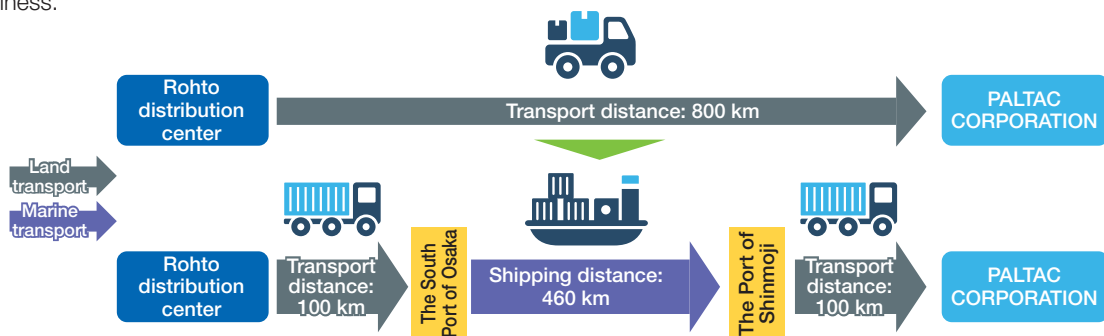 lness.
Rohto
distribution
center
Transport distance: 800 km
PALTAC
CORPORATION
Land
transport
Marine
transport
Rohto
distribution
center
Transport
distance:
100 km
The South
Port of Osaka
Shipping distance:
460 km
The Port of
Shinmoji
Transport
distance:
100 km
PALTAC
CORPORATION